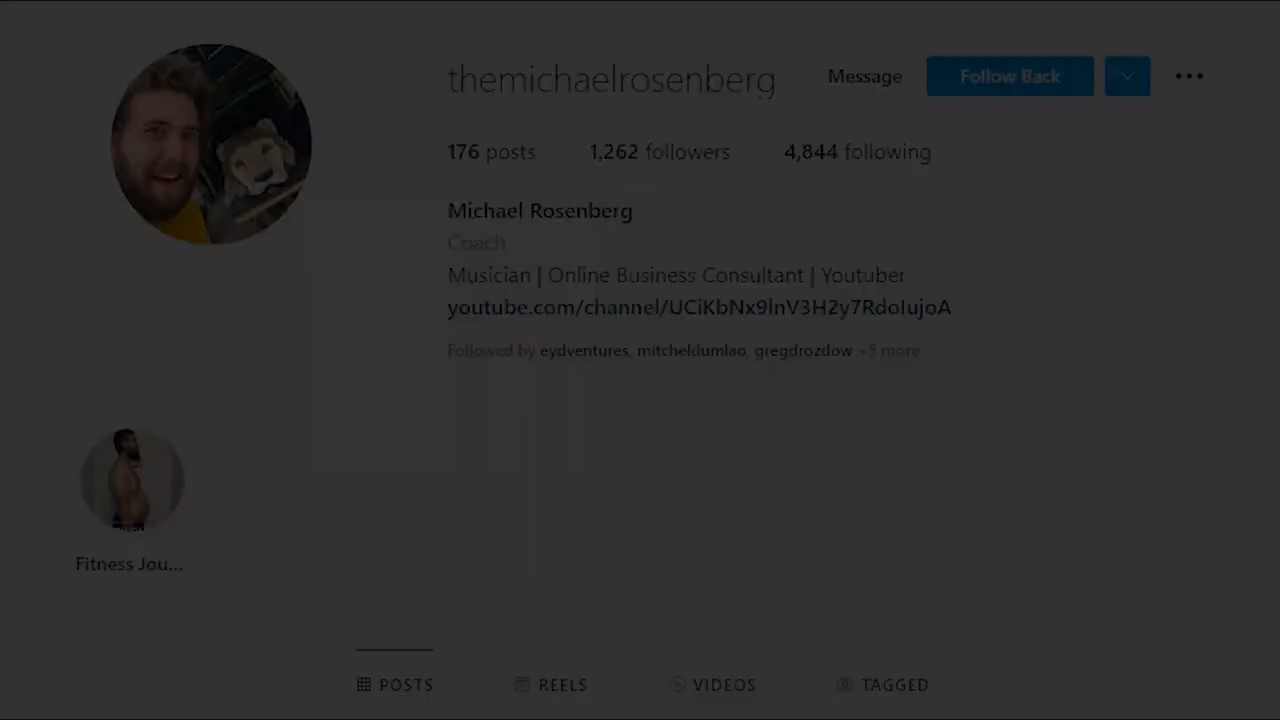 themichaelrosenberg Message Follow Back
176 posts 1,262 followers 4,844 following
Michael Rosenberg
Coach
Musician | Online Business Consultant | Youtuber
youtube.com/channel/UCiKbNx9lnV3H2y7RdoIujoA
Followed by eydventures, mitcheldumlao, gregdrozdow +5 more
Fitness Jou...
POSTS REELS VIDEOS TAGGED